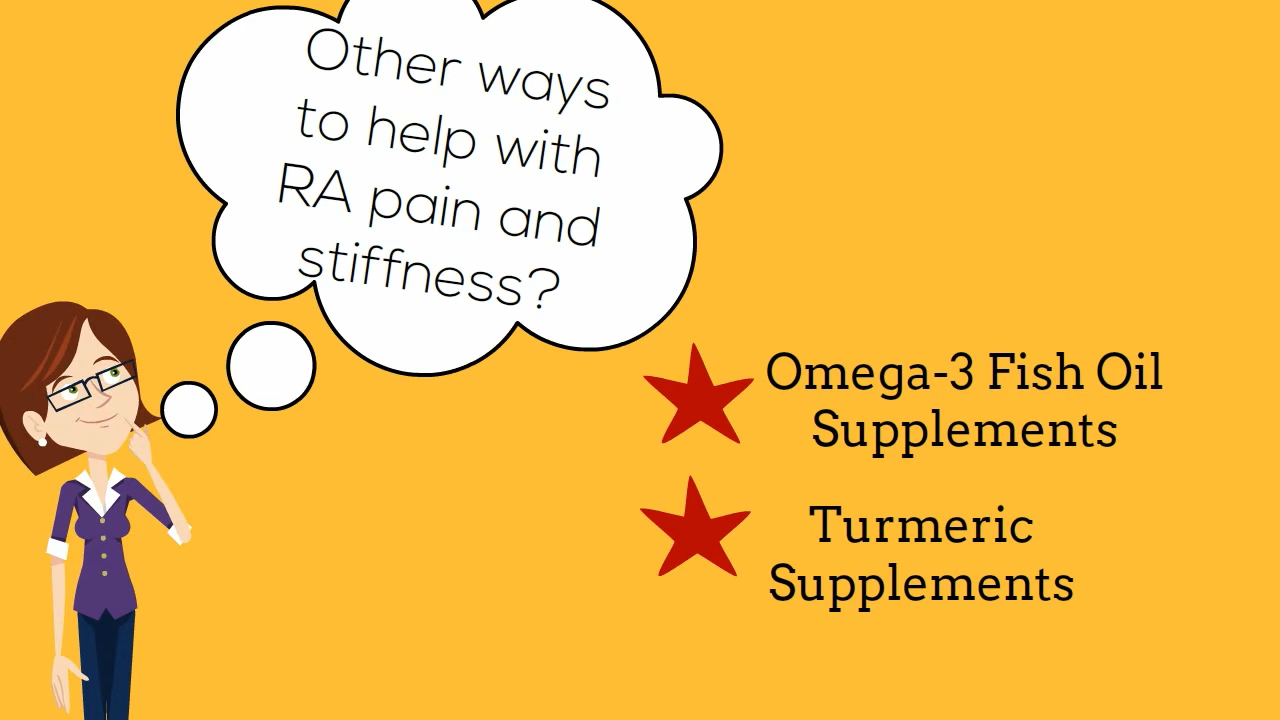 Other ways
to help with
RA pain and
stiffness?
Omega-3 Fish Oil
Supplements
Turmeric
Supplements